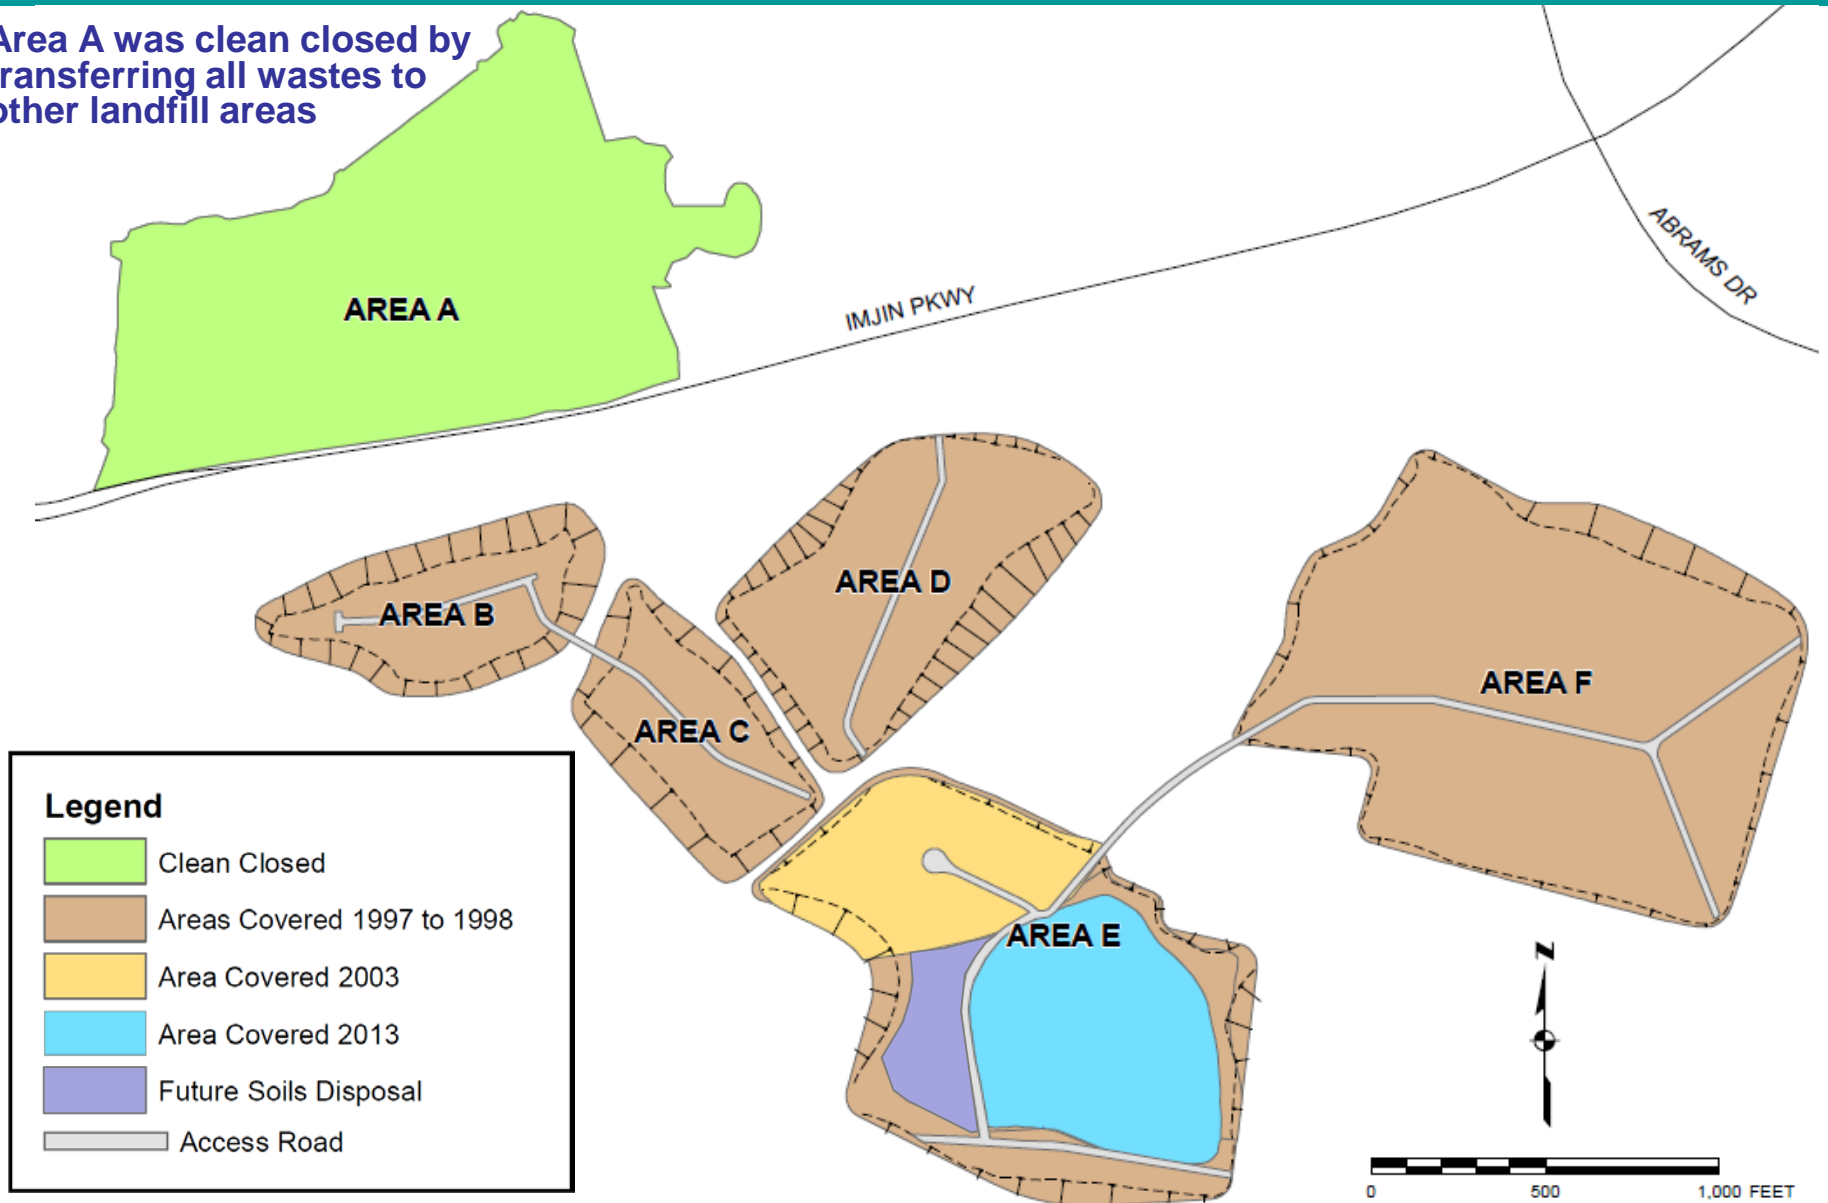 Area A was clean closed by
transferring all wastes to
other landfill areas
AREA A
IMJIN PKWY
ABRAMS DR
AREA B
AREA C
AREA D
AREA E
AREA F
Legend
Clean Closed
Areas Covered 1997 to 1998
Area Covered 2003
Area Covered 2013
Future Soils Disposal
Access Road
N
0 500 1,000 FEET